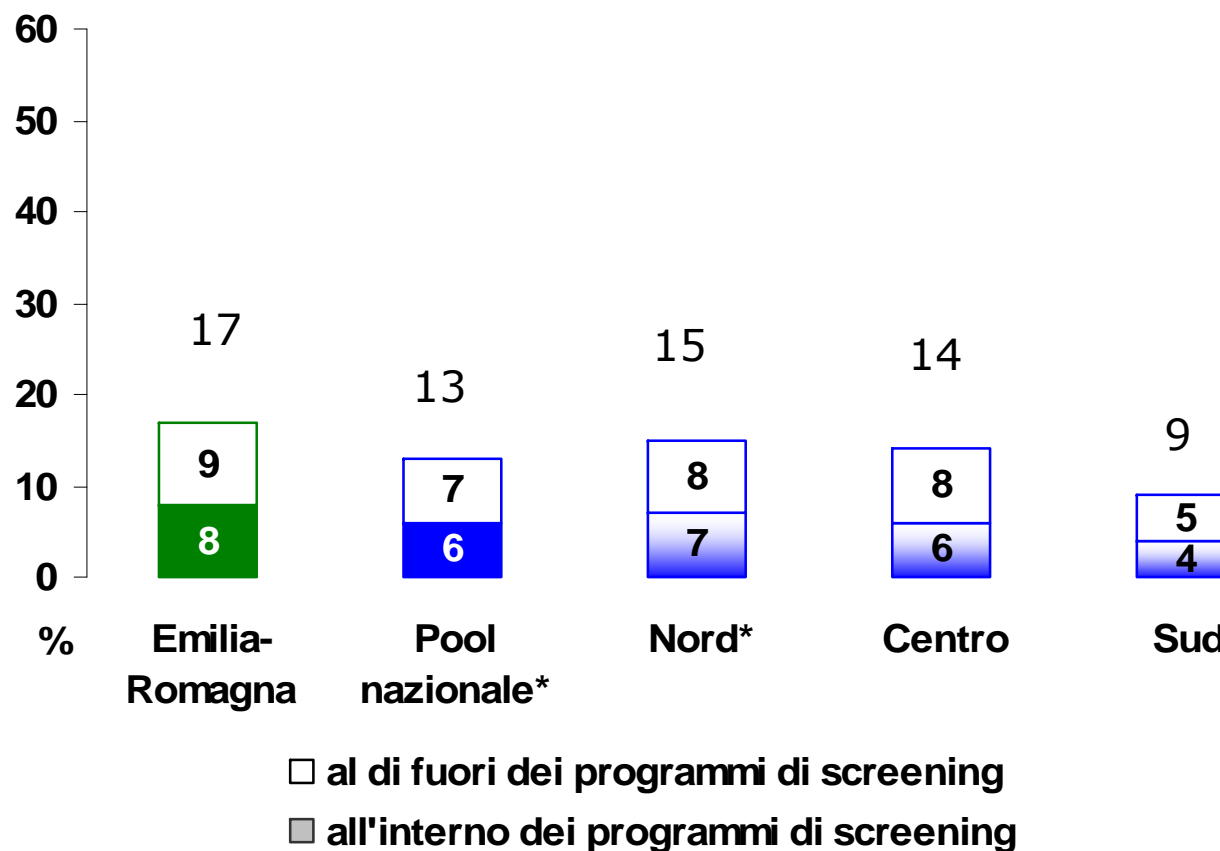 60
50
40
30
20
10
0
%
17
13
15
14
9
9
7
8
8
5
8
6
7
6
4
Emilia-
Romagna
Pool
nazionale*
Nord*
Centro
Sud
al di fuori dei programmi di screening
all'interno dei programmi di screening